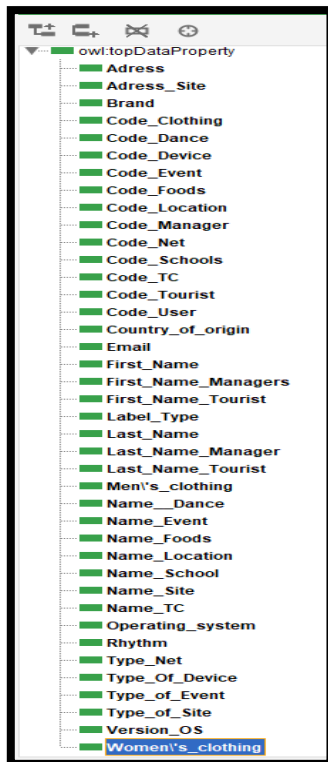 owl:topDataProperty
Adress
Adress_Site
Brand
Code_Clothing
Code_Dance
Code_Device
Code_Event
Code_Foods
Code_Location
Code_Manager
Code_Net
Code_Schools
Code_TC
Code_Tourist
Code_User
Country_of_origin
Email
First_Name
First_Name_Managers
First_Name_Tourist
Label_Type
Last_Name
Last_Name_Manager
Last_Name_Tourist
Men\'s_clothing
Name__Dance
Name_Event
Name_Foods
Name_Location
Name_School
Name_Site
Name_TC
Operating_system
Rhythm
Type_Net
Type_Of_Device
Type_of_Event
Type_of_Site
Version_OS
Women\'s_clothing